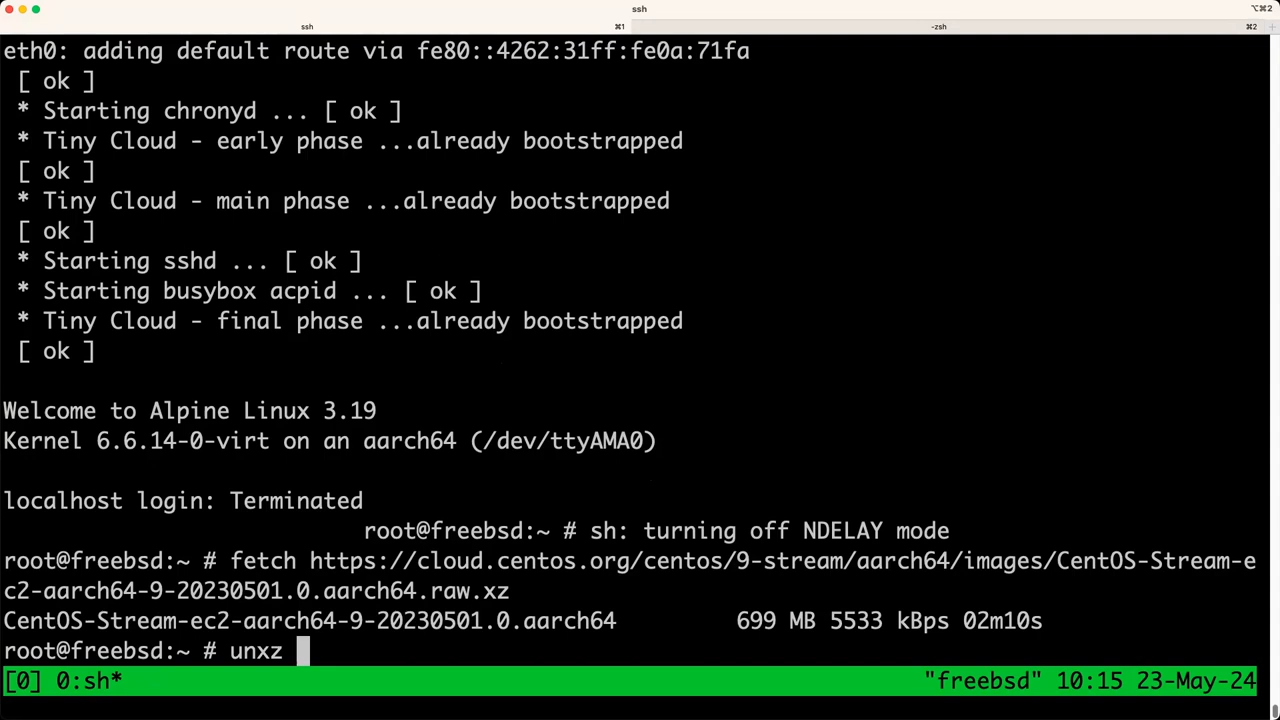 ssh
⌥⌘2
ssh
⌘1
-zsh
⌘2
eth0: adding default route via fe80::4262:31ff:fe0a:71fa
[ ok ]
* Starting chronyd ... [ ok ]
* Tiny Cloud - early phase ...already bootstrapped
[ ok ]
* Tiny Cloud - main phase ...already bootstrapped
[ ok ]
* Starting sshd ... [ ok ]
* Starting busybox acpid ... [ ok ]
* Tiny Cloud - final phase ...already bootstrapped
[ ok ]
Welcome to Alpine Linux 3.19
Kernel 6.6.14-0-virt on an aarch64 (/dev/ttyAMA0)
localhost login: Terminated
root@freebsd:~ # sh: turning off NDELAY mode
root@freebsd:~ # fetch https://cloud.centos.org/centos/9-stream/aarch64/images/CentOS-Stream-e
c2-aarch64-9-20230501.0.aarch64.raw.xz
CentOS-Stream-ec2-aarch64-9-20230501.0.aarch64 699 MB 5533 kBps 02m10s
root@freebsd:~ # unxz
[0] 0:sh* "freebsd" 10:15 23-May-24